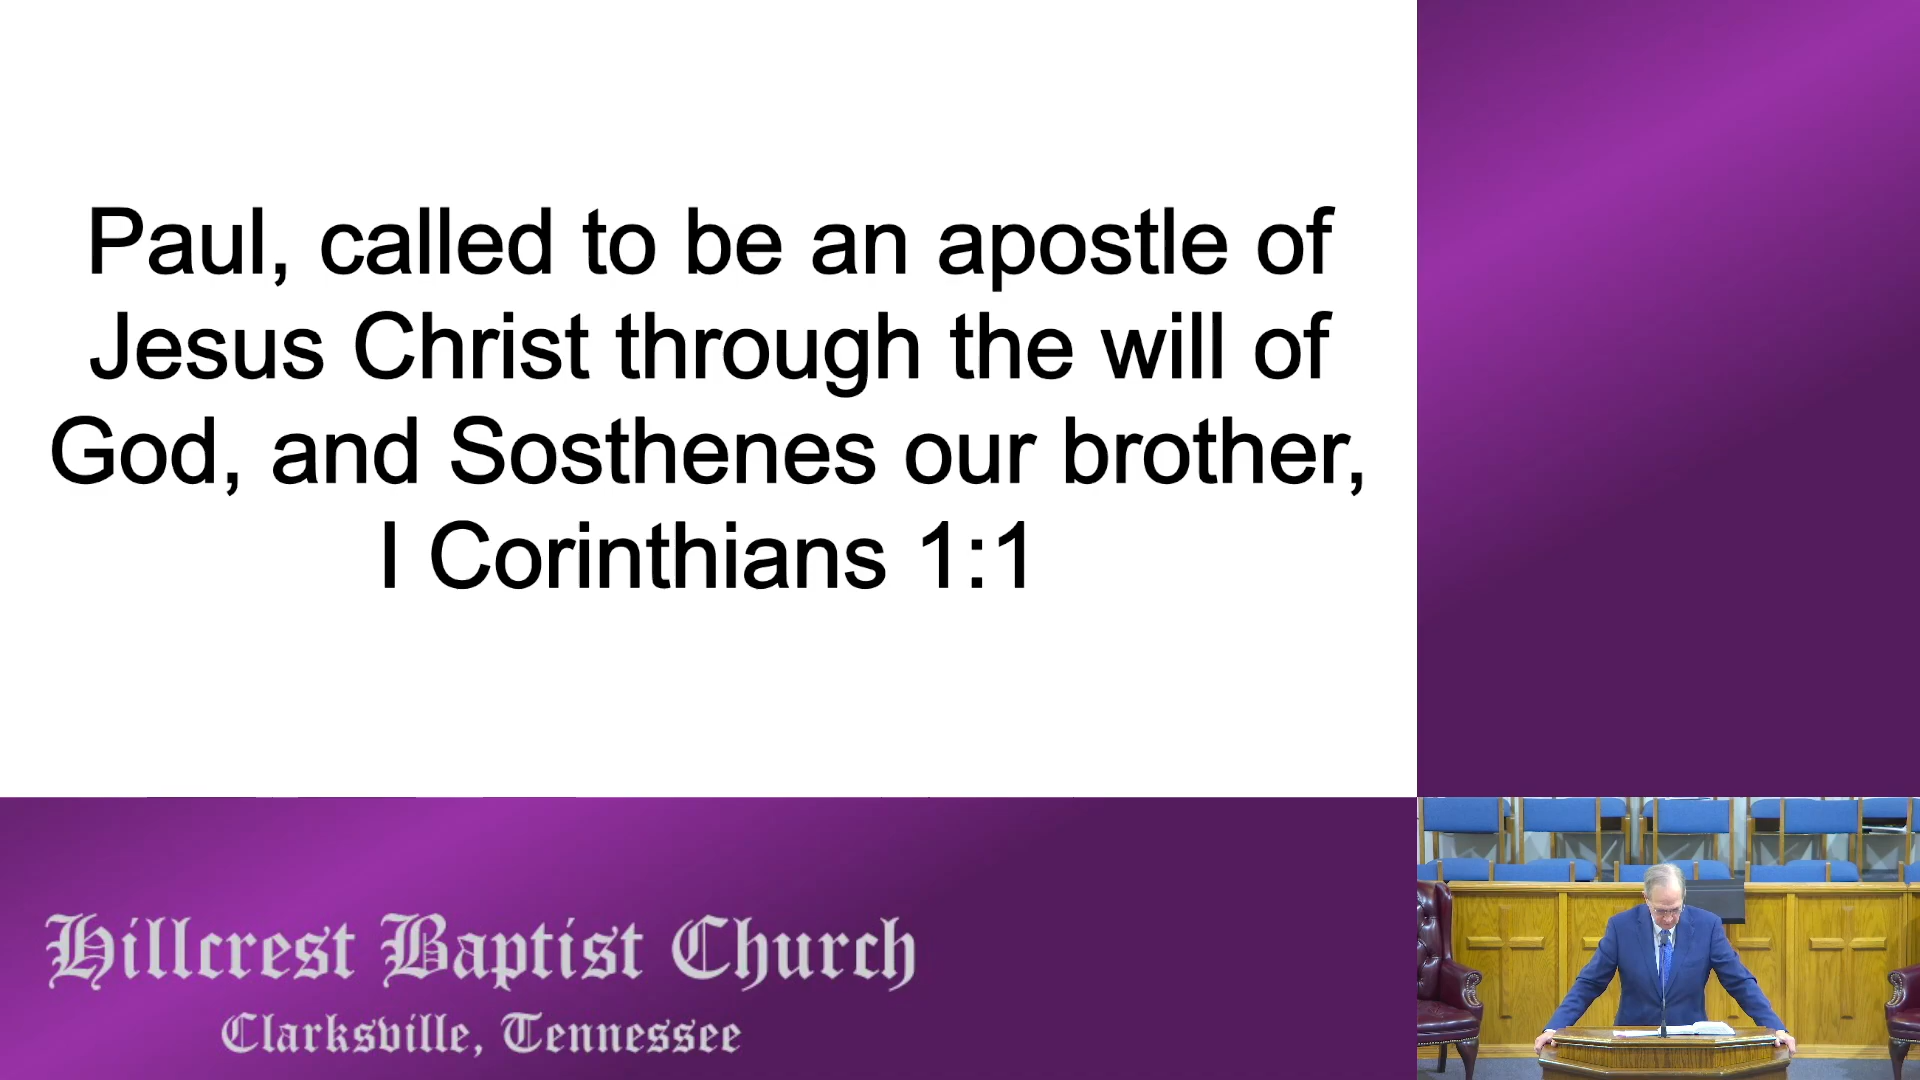 Paul, called to be an apostle of
Jesus Christ through the will of
God, and Sosthenes our brother,
I Corinthians 1:1
Hillcrest Baptist Church
Clarksville, Tennessee